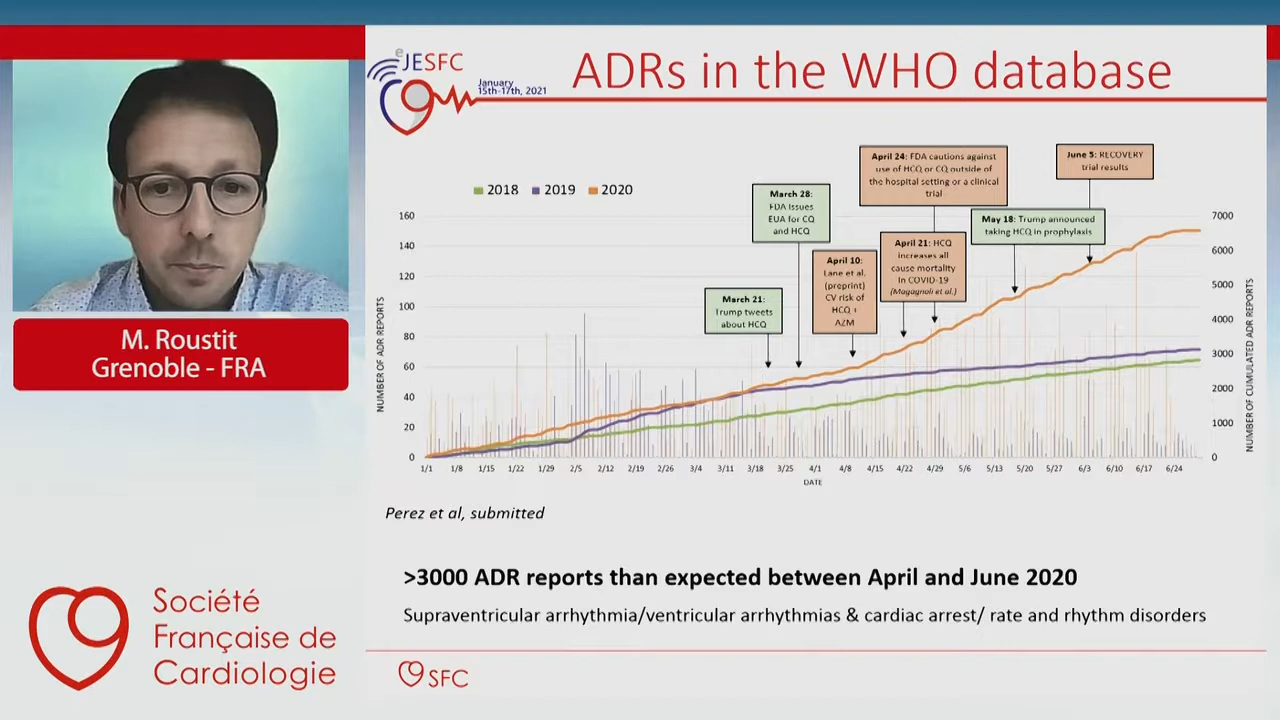 e
JESFC
January
15th-17th, 2021
ADRs in the WHO database
M. Roustit
Grenoble - FRA
Société
Française de
Cardiologie
2018 2019 2020
March 21:
Trump tweets
about HCQ
March 28:
FDA issues
EUA for CQ
and HCQ
April 10:
Lane et al.
(preprint)
CV risk of
HCQ +
AZM
April 24: FDA cautions against
use of HCQ or CQ outside of
the hospital setting or a clinical
trial
April 21: HCQ
increases all
cause mortality
in COVID-19
(Magagnoli et al.)
May 18: Trump announced
taking HCQ in prophylaxis
June 5: RECOVERY
trial results
NUMBER OF ADR REPORTS
160
140
120
100
80
60
40
20
0
7000
6000
5000
4000
3000
2000
1000
0
NUMBER OF CUMULATED ADR REPORTS
1/1 1/8 1/15 1/22 1/29 2/5 2/12 2/19 2/26 3/4 3/11 3/18 3/25 4/1 4/8 4/15 4/22 4/29 5/6 5/13 5/20 5/27 6/3 6/10 6/17 6/24
DATE
Perez et al, submitted
>3000 ADR reports than expected between April and June 2020
Supraventricular arrhythmia/ventricular arrhythmias & cardiac arrest/ rate and rhythm disorders
SFC